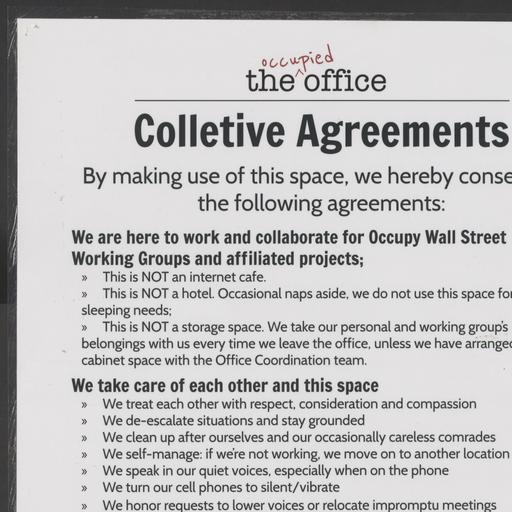 occupied
the ^ office
Colletive Agreements
By making use of this space, we hereby conse
the following agreements:
We are here to work and collaborate for Occupy Wall Street
Working Groups and affiliated projects;
» This is NOT an internet cafe.
» This is NOT a hotel. Occasional naps aside, we do not use this space for
sleeping needs;
» This is NOT a storage space. We take our personal and working group's
belongings with us every time we leave the office, unless we have arranged
cabinet space with the Office Coordination team.
We take care of each other and this space
» We treat each other with respect, consideration and compassion
» We de-escalate situations and stay grounded
» We clean up after ourselves and our occasionally careless comrades
» We self-manage: if we're not working, we move on to another location
» We speak in our quiet voices, especially when on the phone
» We turn our cell phones to silent/vibrate
» We honor requests to lower voices or relocate impromptu meetings